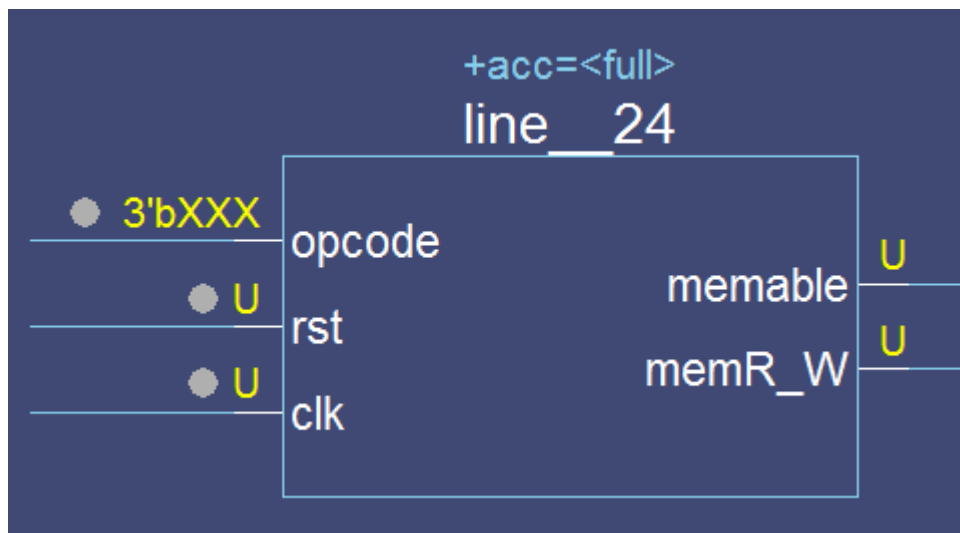 +acc=<full>
line__24
3'bXXX
opcode
U
rst
U
clk
memable
U
memR_W
U